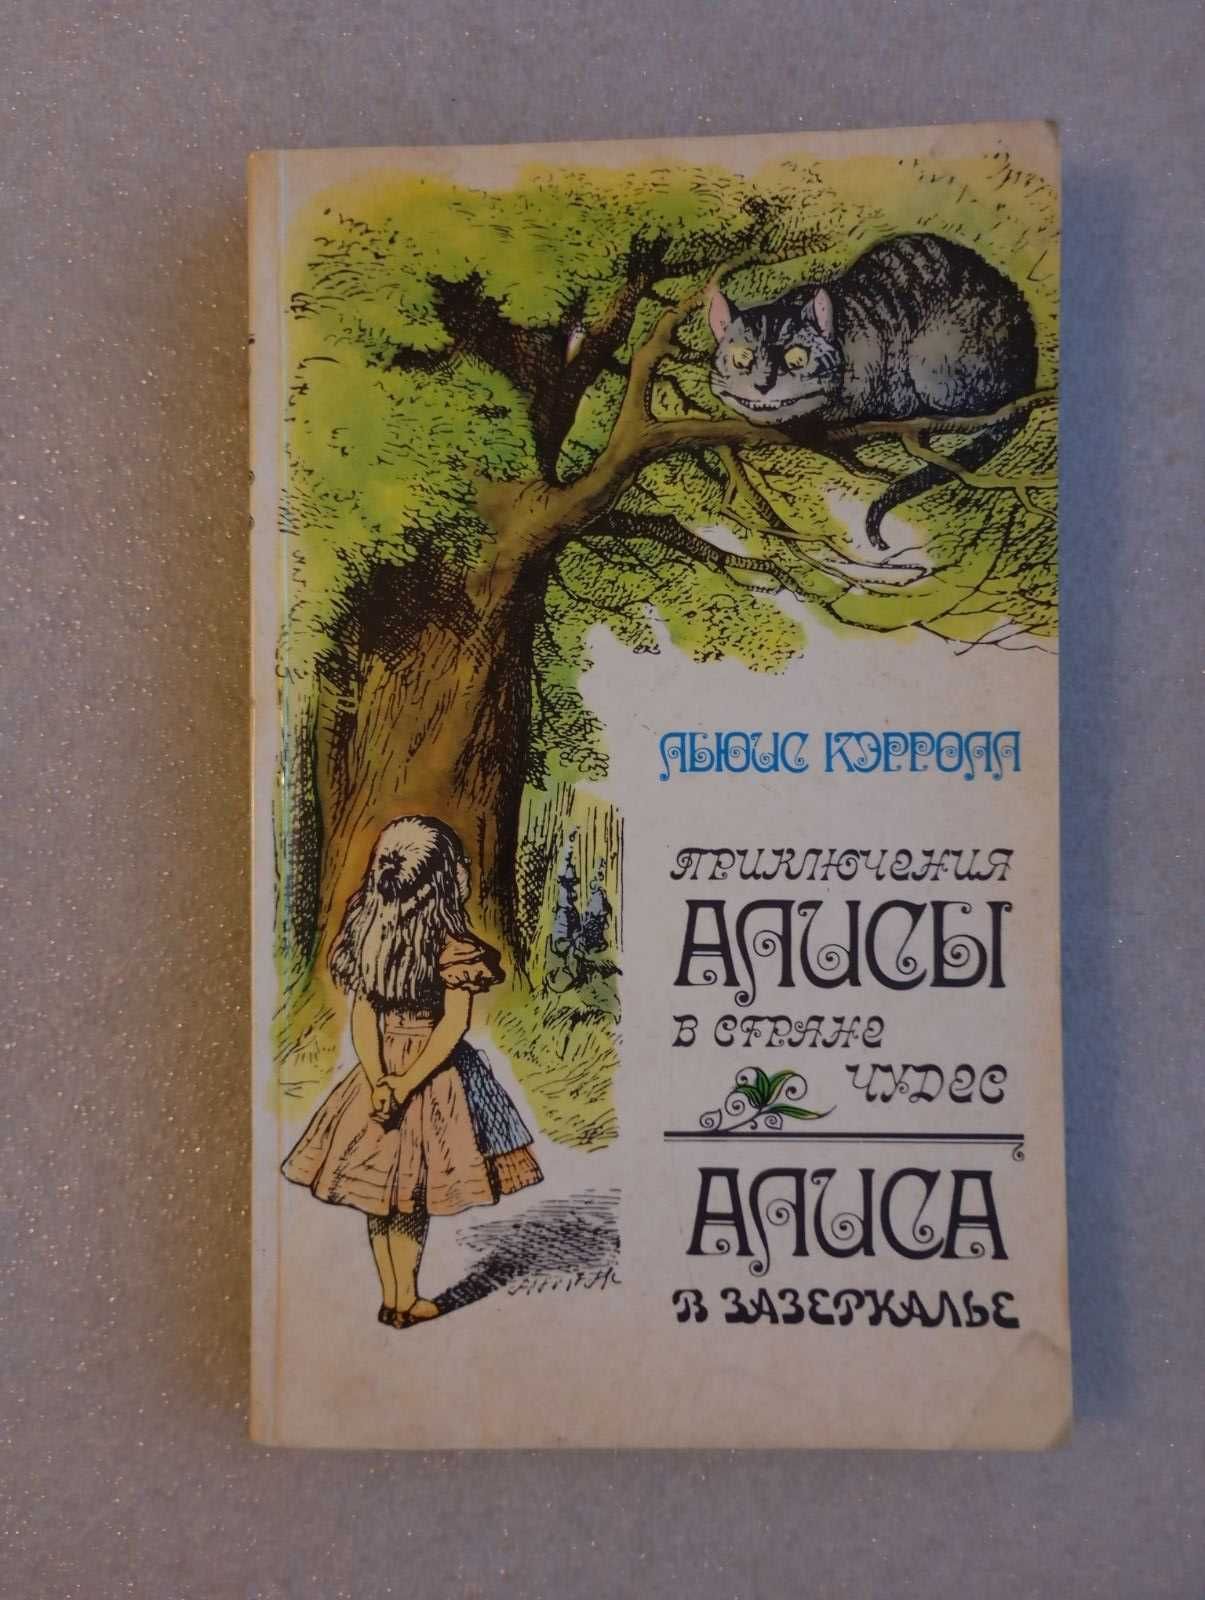 ЛЬЮИС КЭРРОЛЛ
ПРИКЛЮЧЕНИЯ
АЛИСЫ
В СТРАНЕ
ЧУДЕС
АЛИСА
В ЗАЗЕРКАЛЬЕ